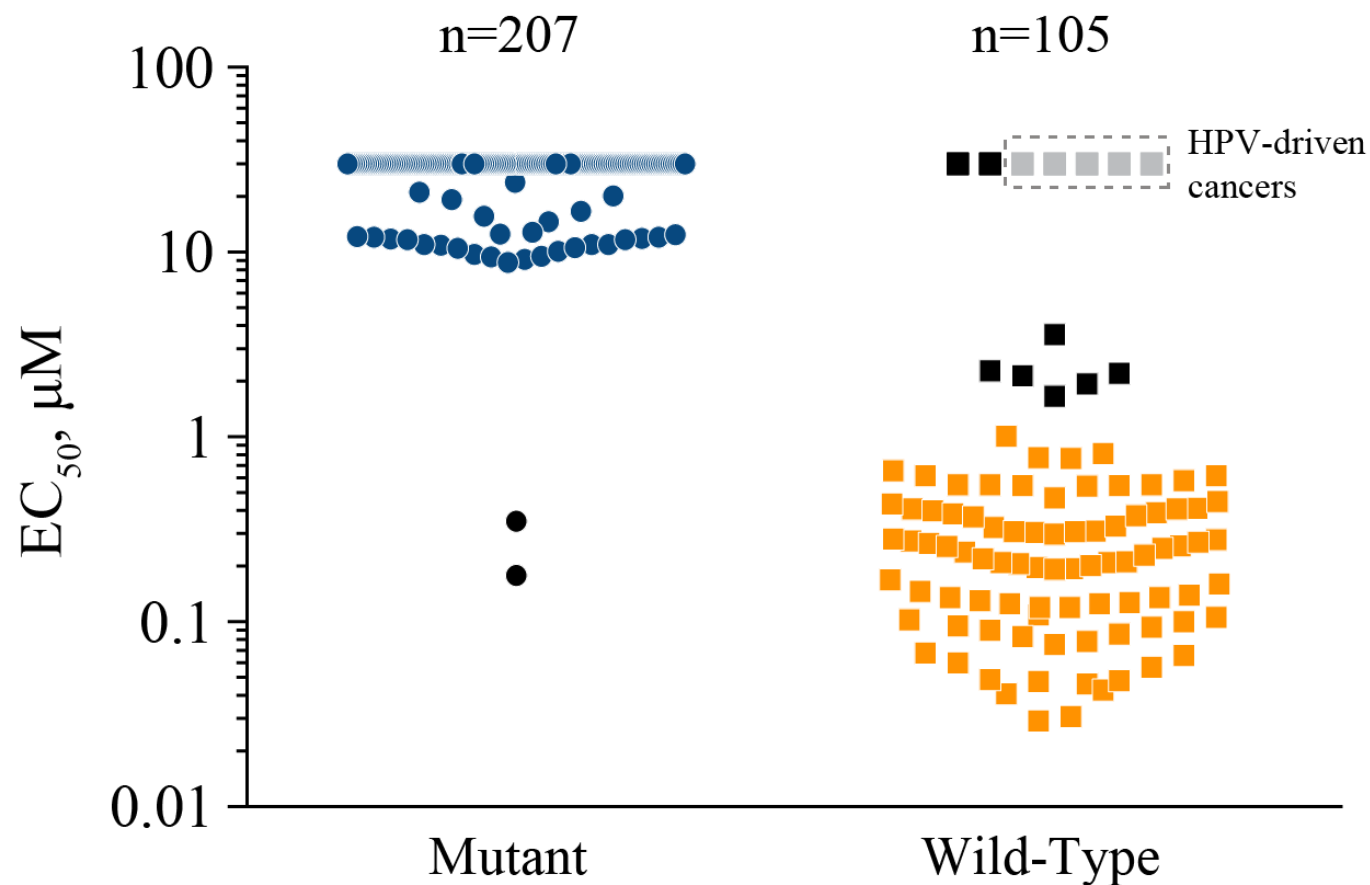 n=207
n=105
100
10
1
0.1
0.01
EC50, μM
HPV-driven
cancers
Mutant
Wild-Type